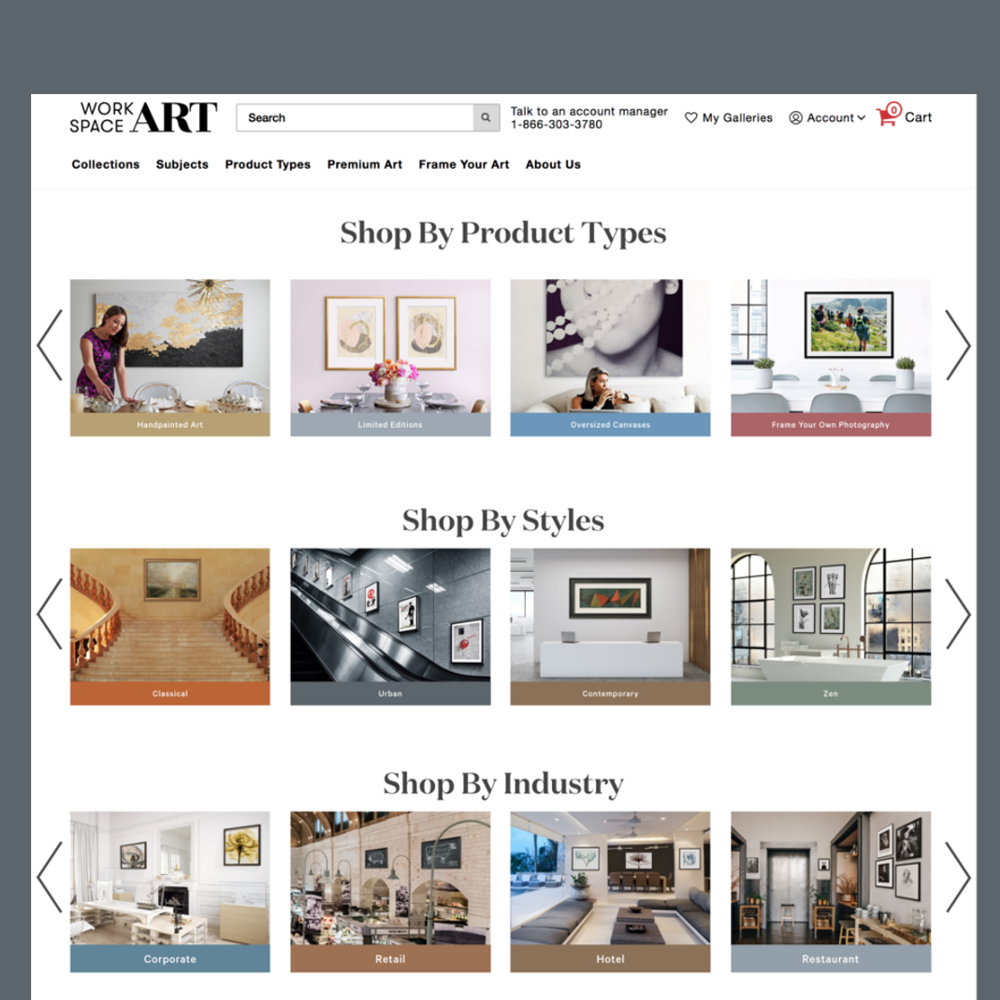 WORK
SPACE ART
Search
Talk to an account manager
1-866-303-3780
My Galleries
Account
0
Cart
Collections
Subjects
Product Types
Premium Art
Frame Your Art
About Us
Shop By Product Types
Handpainted Art
Limited Editions
Oversized Canvases
Frame Your Own Photography
Shop By Styles
Classical
Urban
Contemporary
Zen
Shop By Industry
Corporate
Retail
Hotel
Restaurant